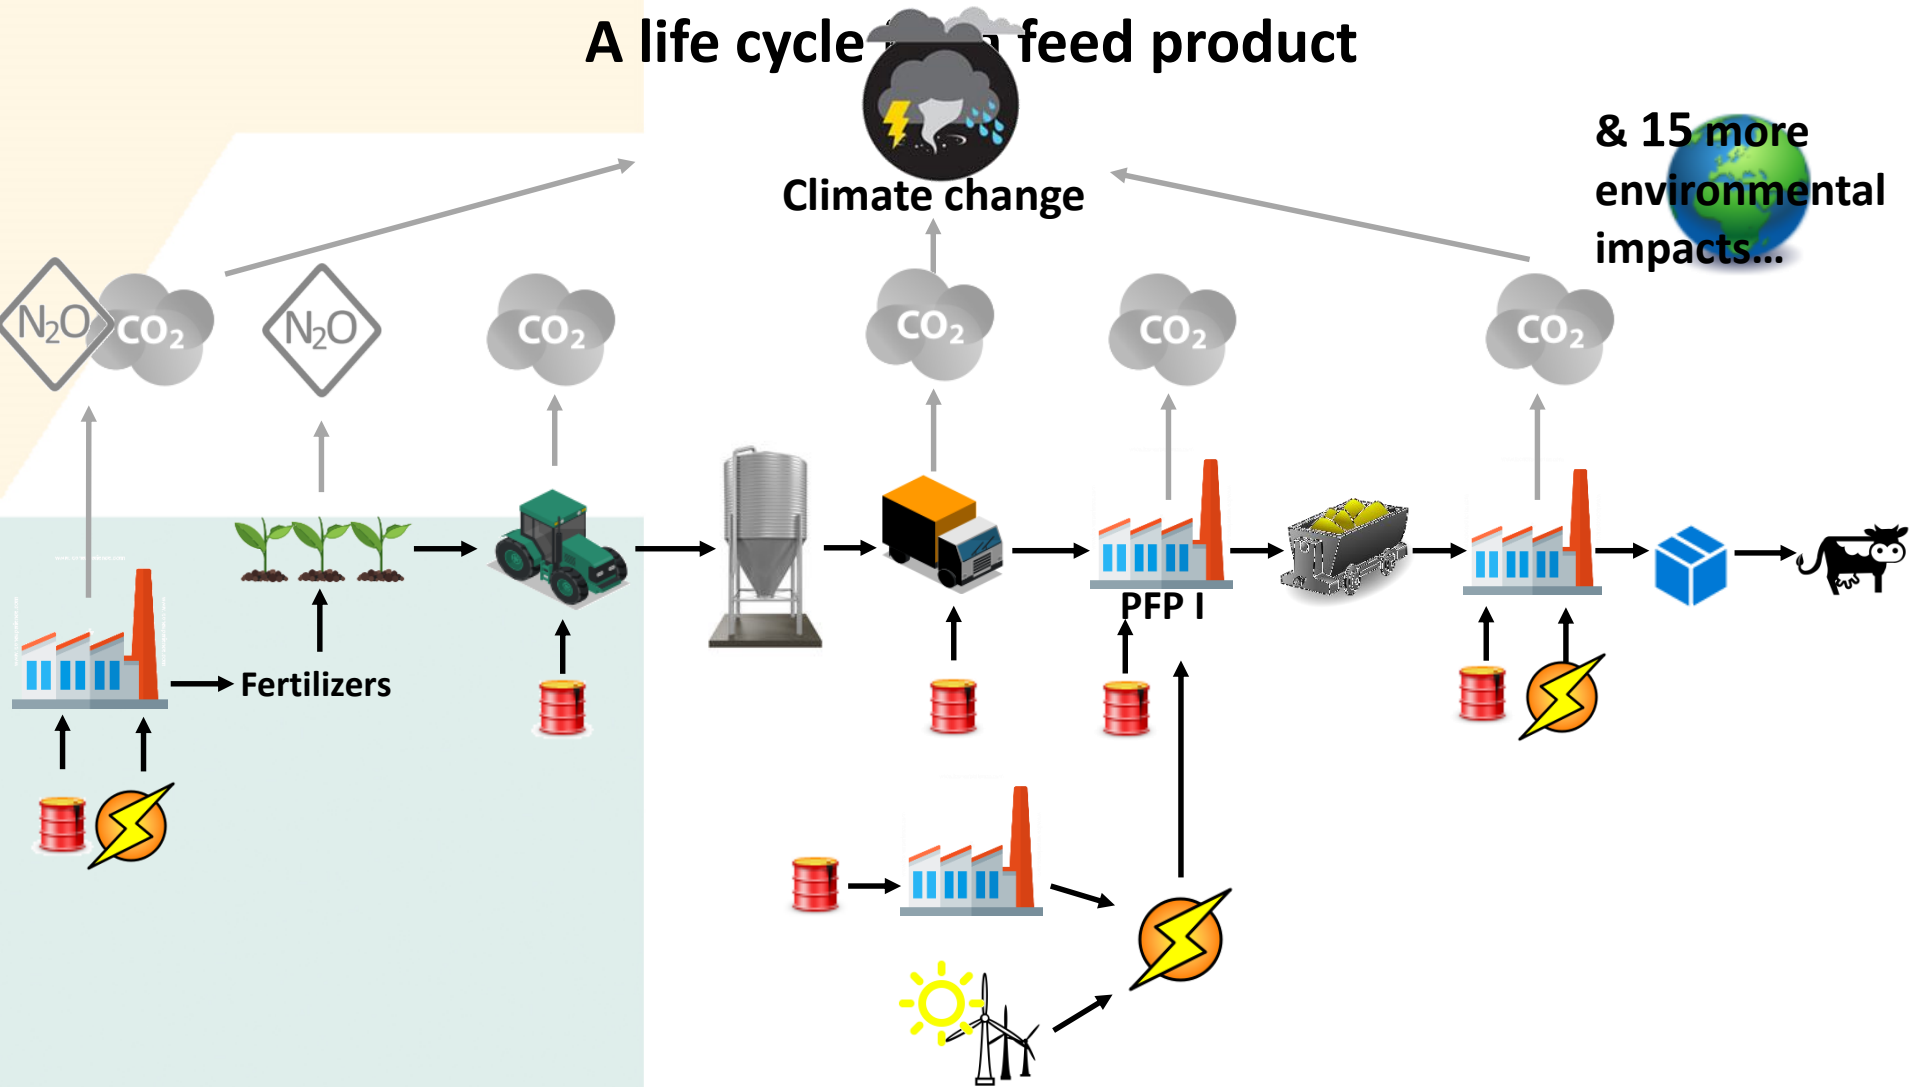 A life cycle feed product
& 15 more
environmental
impacts...
Climate change
N₂O
CO₂
N₂O
CO₂
CO₂
CO₂
CO₂
PFP I
Fertilizers